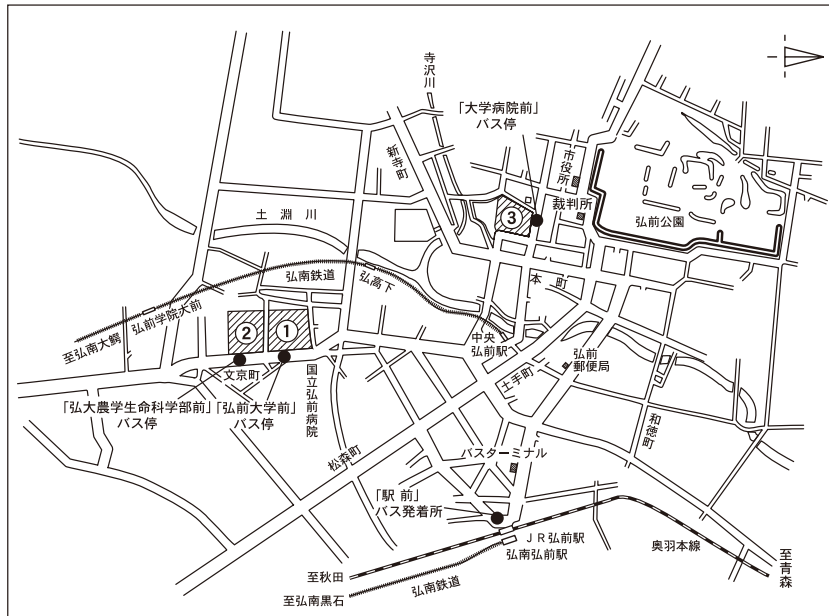 寺沢川
「大学病院前」
バス停
新寺町
市役所
裁判所
③
弘前公園
土淵川
弘南鉄道
弘高下
本町
弘前学院大前
至弘南大鰐
②
①
中央
弘前駅
弘前
郵便局
文京町
国立弘前病院
土手町
「弘大農学生命科学部前」
バス停
「弘前大学前」
バス停
和徳町
松森町
バスターミナル
「駅前」
バス発着所
JR弘前駅
弘南弘前駅
奥羽本線
至青森
至秋田
弘南鉄道
至弘南黒石